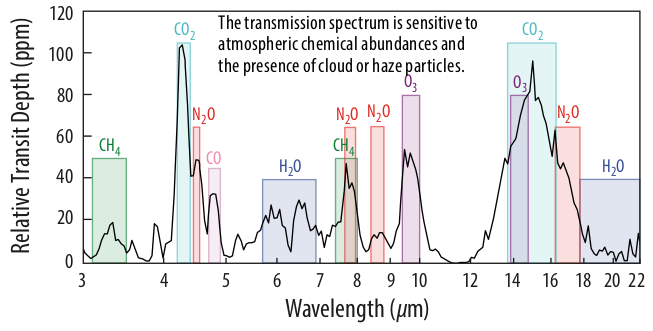 The transmission spectrum is sensitive to
atmospheric chemical abundances and
the presence of cloud or haze particles.
Relative Transit Depth (ppm)
120
100
80
60
40
20
0
CH4
CO2
N2O
CO
H2O
CH4
N2O
N2O
O3
CO2
O3
N2O
H2O
3 4 5 6 7 8 9 10 12 14 16 18 20 22
Wavelength (μm)